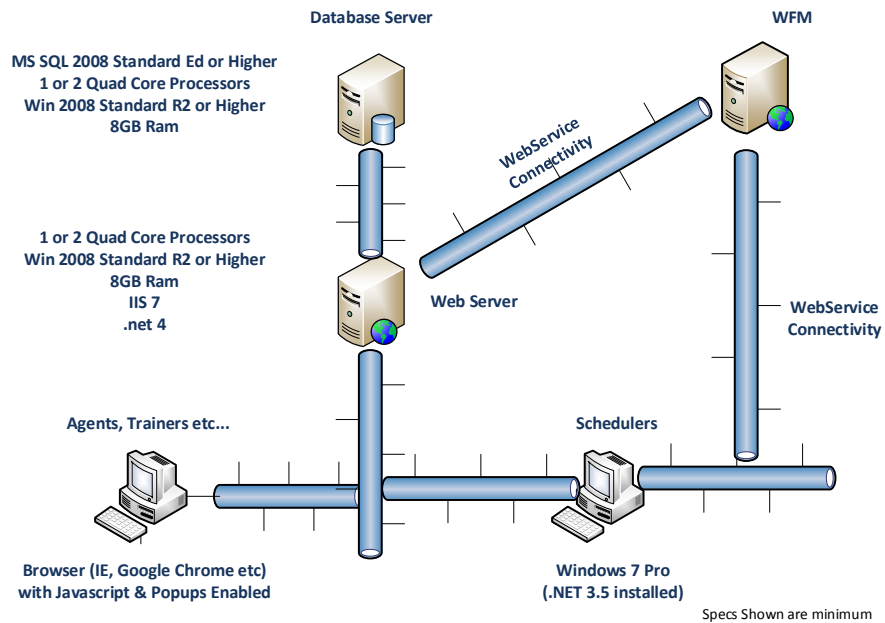 Database Server
WFM
MS SQL 2008 Standard Ed or Higher
1 or 2 Quad Core Processors
Win 2008 Standard R2 or Higher
8GB Ram
WebService
Connectivity
1 or 2 Quad Core Processors
Win 2008 Standard R2 or Higher
8GB Ram
IIS 7
.net 4
Web Server
WebService
Connectivity
Agents, Trainers etc...
Schedulers
Browser (IE, Google Chrome etc)
with Javascript & Popups Enabled
Windows 7 Pro
(.NET 3.5 installed)
Specs Shown are minimum